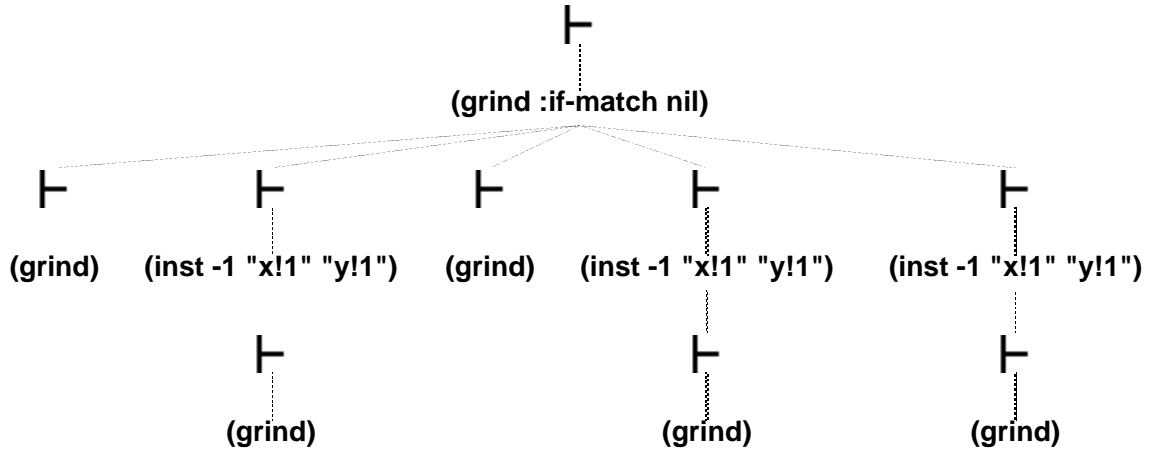 ⊢
(grind :if-match nil)
⊢ ⊢ ⊢ ⊢ ⊢
(grind) (inst -1 "x!1" "y!1") (grind) (inst -1 "x!1" "y!1") (inst -1 "x!1" "y!1")
⊢ ⊢ ⊢
(grind) (grind) (grind)